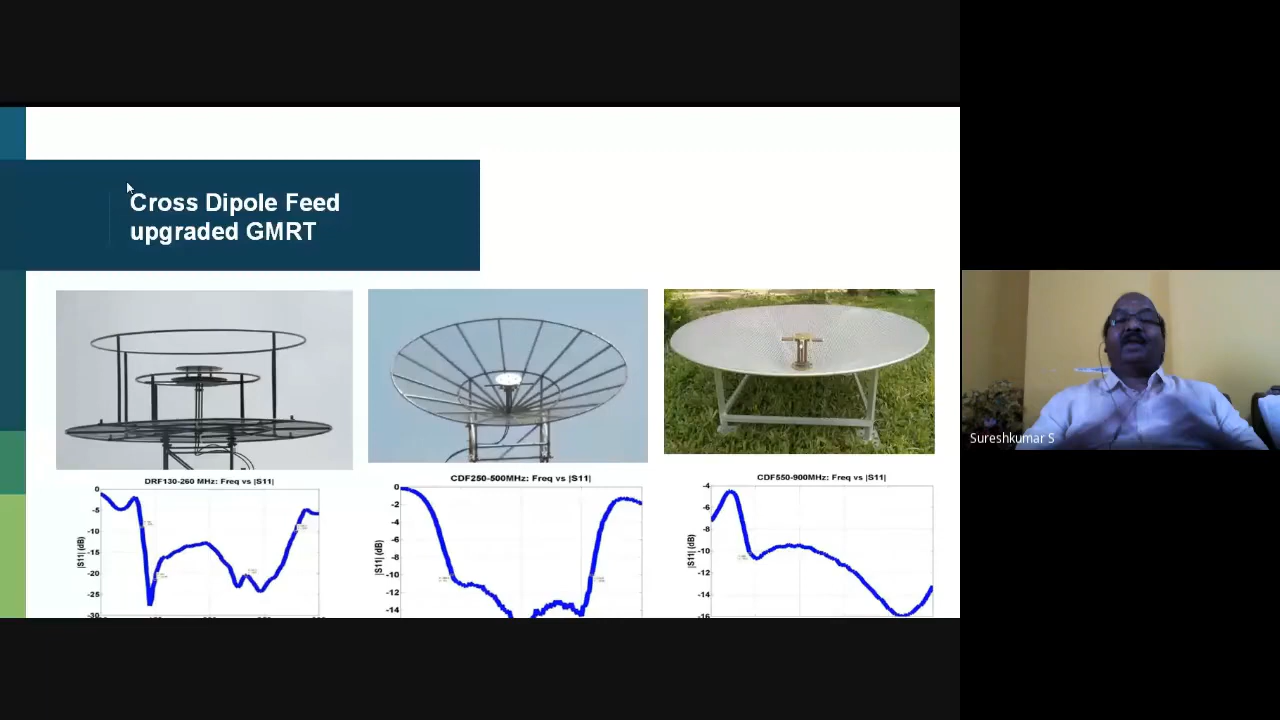 Cross Dipole Feed
upgraded GMRT
DRF130-260 MHz: Freq vs |S11|
CDF250-500MHz: Freq vs |S11|
CDF550-900MHz: Freq vs |S11|
|S11| (dB)
0
-5
-10
-15
-20
-25
-30
|S11| (dB)
0
-2
-4
-6
-8
-10
-12
-14
|S11| (dB)
-4
-6
-8
-10
-12
-14
-16
Sureshkumar S